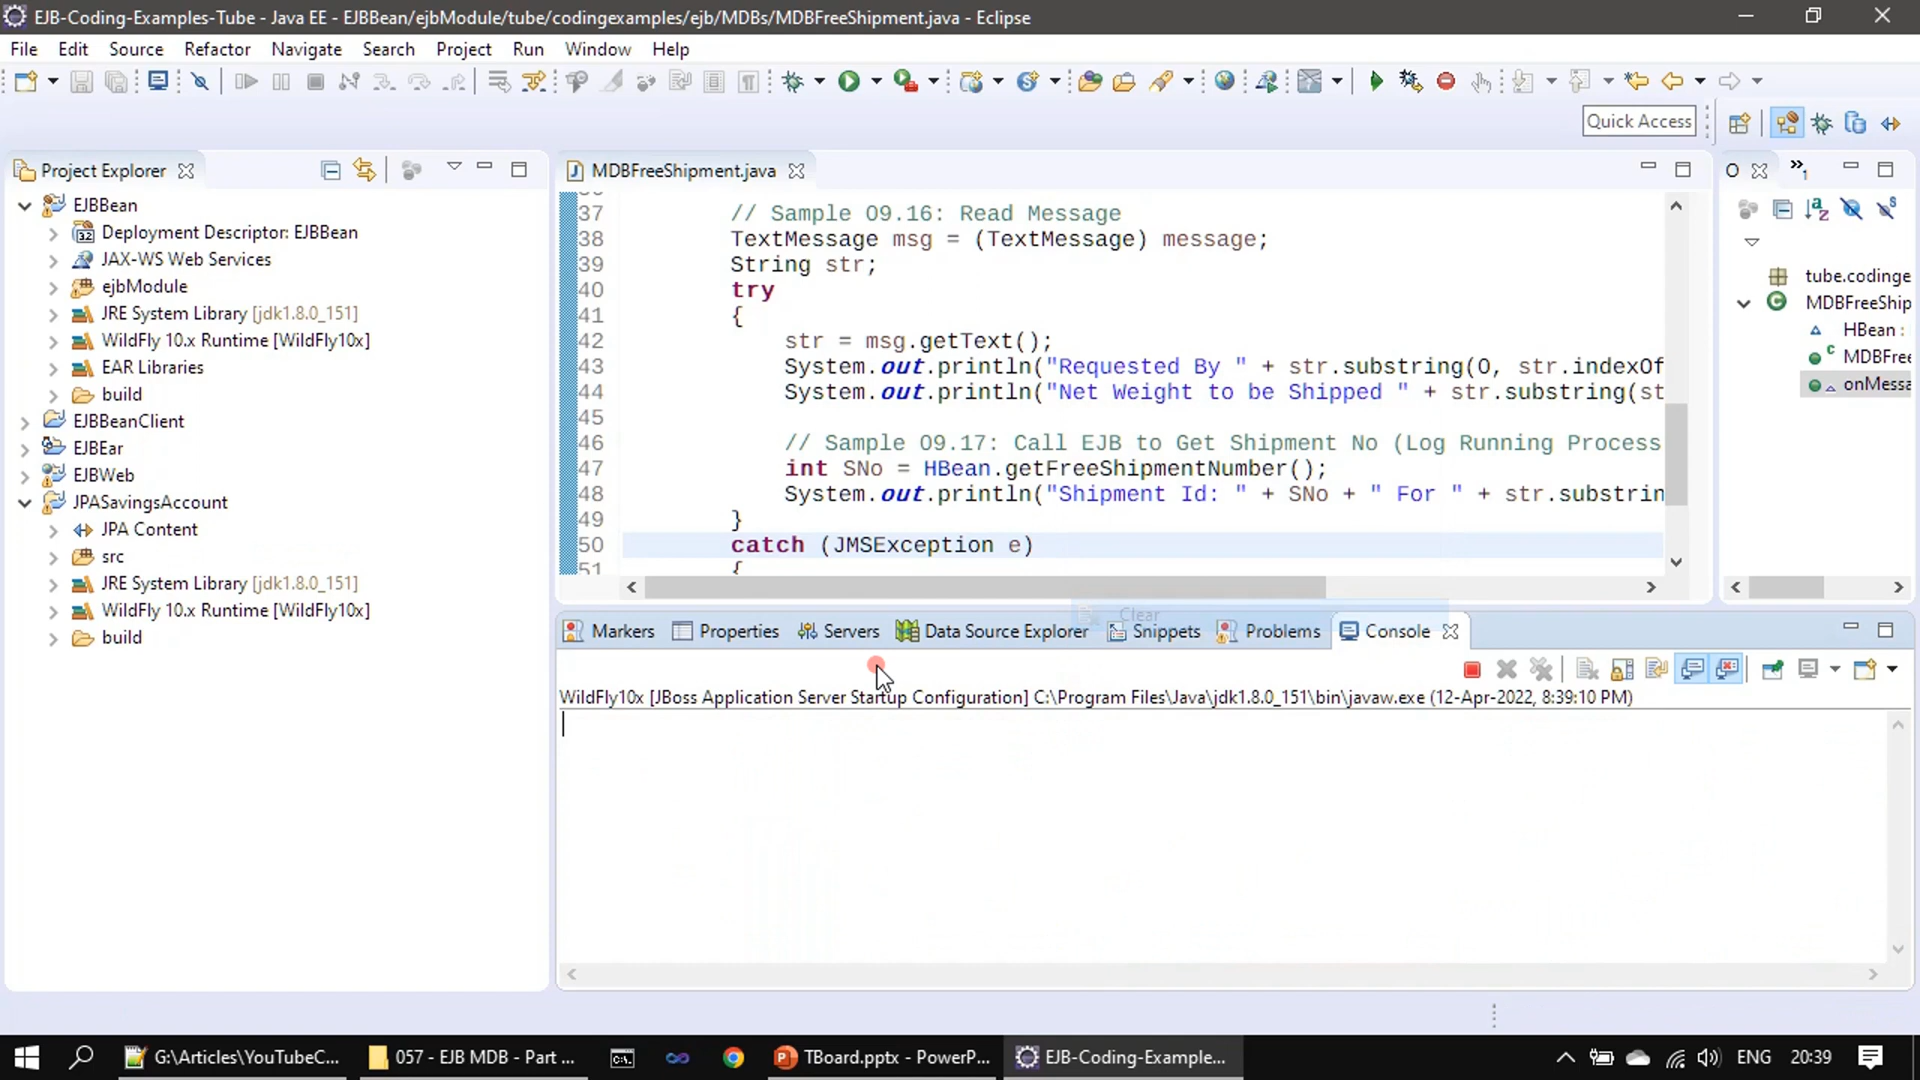 EJB-Coding-Examples-Tube - Java EE - EJBBean/ejbModule/tube/codingexamples/ejb/MDBs/MDBFreeShipment.java - Eclipse
File Edit Source Refactor Navigate Search Project Run Window Help
Quick Access
Project Explorer
EJBBean
Deployment Descriptor: EJBBean
JAX-WS Web Services
ejbModule
JRE System Library [jdk1.8.0_151]
WildFly 10.x Runtime [WildFly10x]
EAR Libraries
build
EJBBeanClient
EJBEar
EJBWeb
JPASavingsAccount
JPA Content
src
JRE System Library [jdk1.8.0_151]
WildFly 10.x Runtime [WildFly10x]
build
MDBFreeShipment.java
37 // Sample 09.16: Read Message
38 TextMessage msg = (TextMessage) message;
39 String str;
40 try
41 {
42 str = msg.getText();
43 System.out.println("Requested By " + str.substring(0, str.indexOf
44 System.out.println("Net Weight to be Shipped " + str.substring(st
45
46 // Sample 09.17: Call EJB to Get Shipment No (Log Running Process
47 int SNo = HBean.getFreeShipmentNumber();
48 System.out.println("Shipment Id: " + SNo + " For " + str.substrin
49 }
50 catch (JMSException e)
51 {
O
tube.codinge
MDBFreeShip
HBean :
MDBFree
onMessa
Clear
Markers Properties Servers Data Source Explorer Snippets Problems Console
WildFly10x [JBoss Application Server Startup Configuration] C:\Program Files\Java\jdk1.8.0_151\bin\javaw.exe (12-Apr-2022, 8:39:10 PM)
G:\Articles\YouTubeC... 057 - EJB MDB - Part ... TBoard.pptx - PowerP... EJB-Coding-Example... ENG 20:39